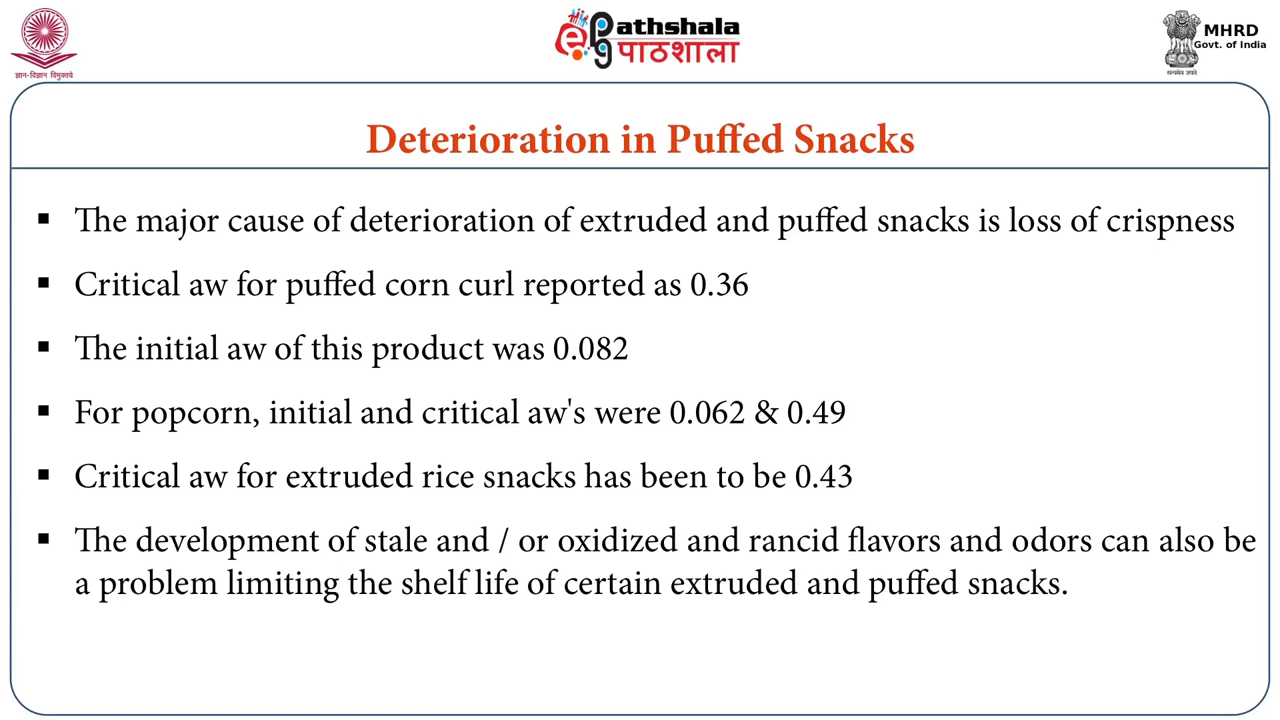 ज्ञान-विज्ञान विमुक्तये
ePg Pathshala
पाठशाला
MHRD
Govt. of India
सत्यमेव जयते
Deterioration in Puffed Snacks
▪ The major cause of deterioration of extruded and puffed snacks is loss of crispness
▪ Critical aw for puffed corn curl reported as 0.36
▪ The initial aw of this product was 0.082
▪ For popcorn, initial and critical aw's were 0.062 & 0.49
▪ Critical aw for extruded rice snacks has been to be 0.43
▪ The development of stale and / or oxidized and rancid flavors and odors can also be
a problem limiting the shelf life of certain extruded and puffed snacks.